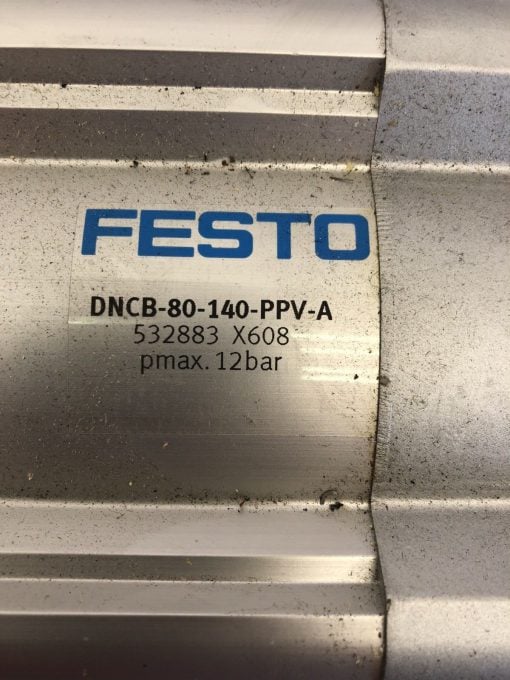 FESTO
DNCB-80-140-PPV-A
532883 X608
pmax. 12bar